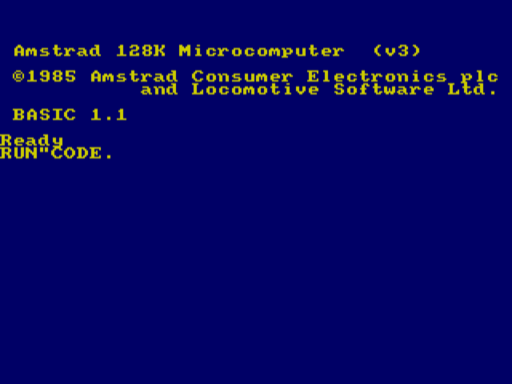 Amstrad 128K Microcomputer (v3)
©1985 Amstrad Consumer Electronics plc
and Locomotive Software Ltd.
BASIC 1.1
Ready
RUN"CODE.